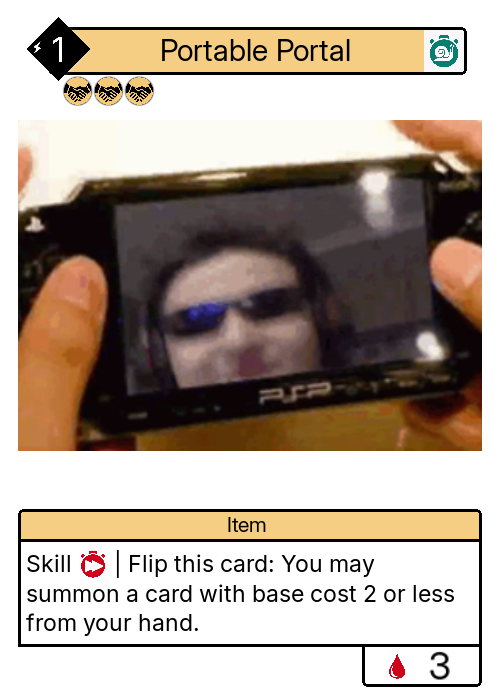 1 Portable Portal
PSP
Item
Skill | Flip this card: You may
summon a card with base cost 2 or less
from your hand.
3